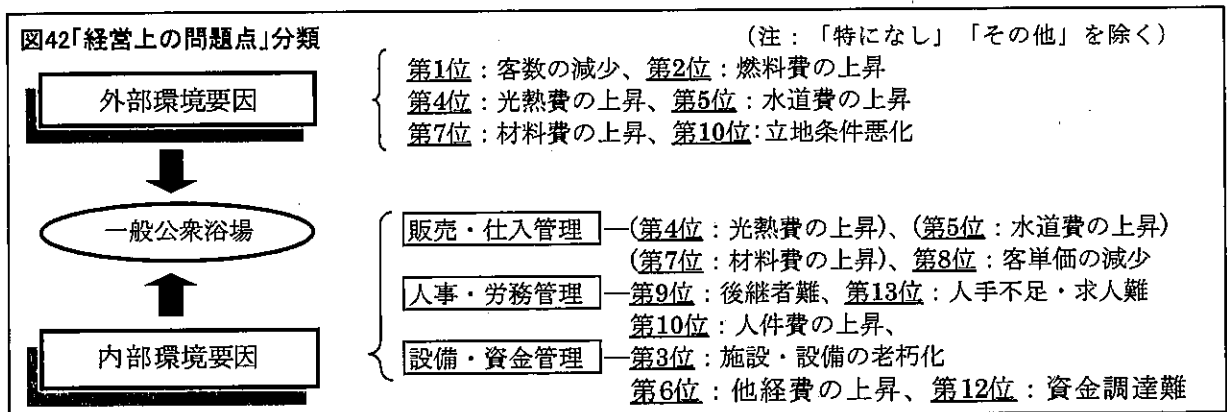 図42「経営上の問題点」分類
(注：「特になし」「その他」を除く)
外部環境要因
第1位：客数の減少、第2位：燃料費の上昇
第4位：光熱費の上昇、第5位：水道費の上昇
第7位：材料費の上昇、第10位：立地条件悪化
一般公衆浴場
販売・仕入管理 ―(第4位：光熱費の上昇)、(第5位：水道費の上昇)
(第7位：材料費の上昇)、第8位：客単価の減少
人事・労務管理 ―第9位：後継者難、第13位：人手不足・求人難
第10位：人件費の上昇、
内部環境要因
設備・資金管理 ―第3位：施設・設備の老朽化
第6位：他経費の上昇、第12位：資金調達難